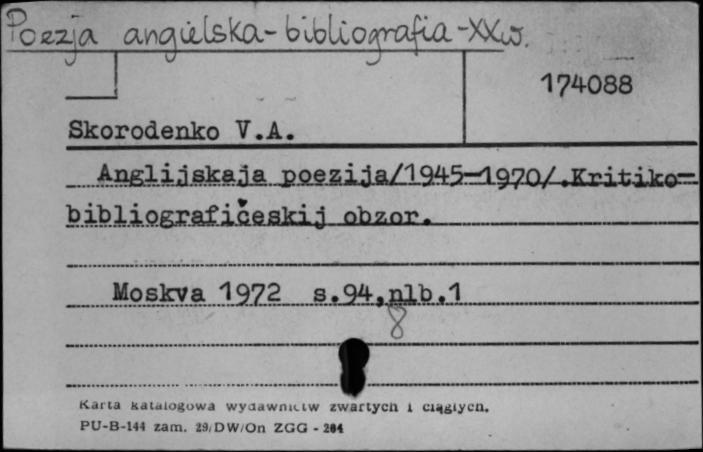 Poezja angielska-bibliografia-XXw.
174088
Skorodenko V.A.
Anglijskaja poezija/1945-1970/.Kritiko-
bibliografičeskij obzor.
Moskva 1972 s.94,nlb.1
8
Karta katalogowa wydawnictw zwartych i ciągłych.
PU-B-144 zam. 29/DW/On ZGG - 204